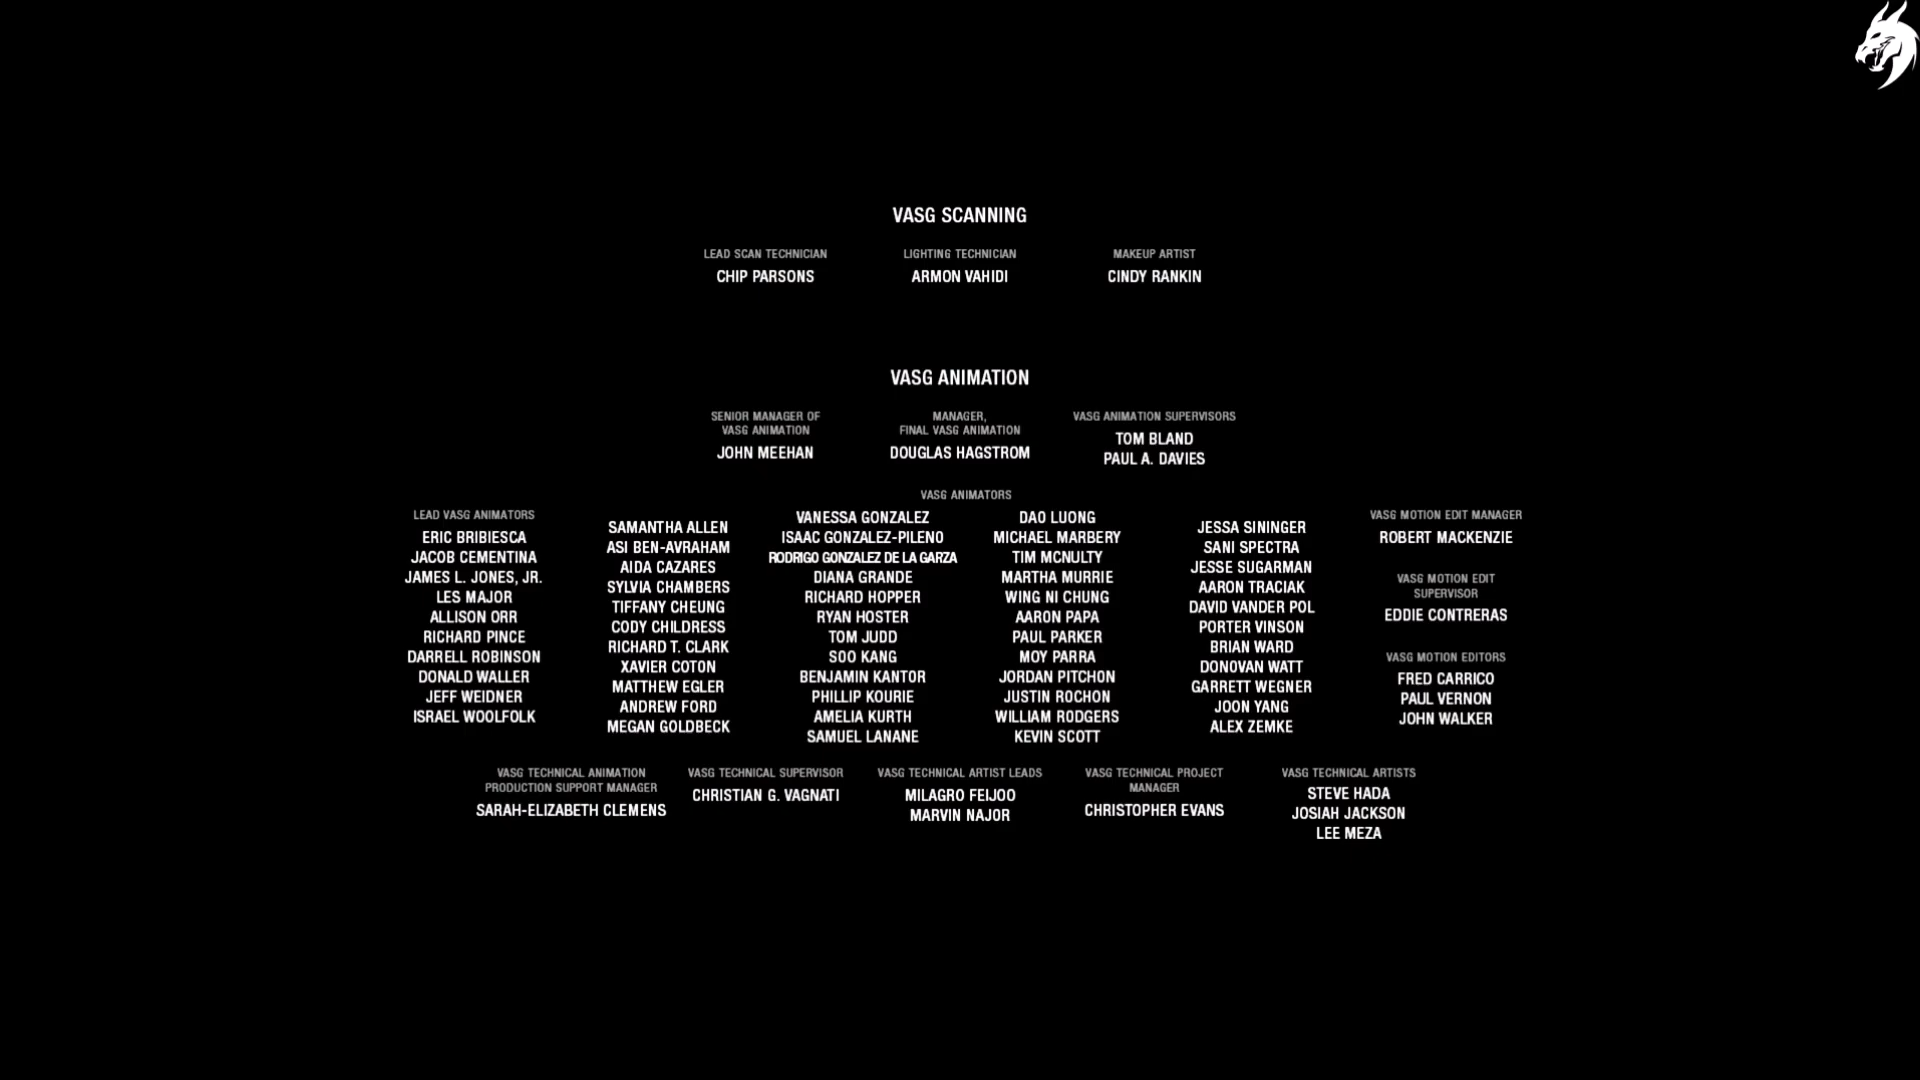 VASG SCANNING
LEAD SCAN TECHNICIAN
CHIP PARSONS
LIGHTING TECHNICIAN
ARMON VAHIDI
MAKEUP ARTIST
CINDY RANKIN
VASG ANIMATION
SENIOR MANAGER OF
VASG ANIMATION
JOHN MEEHAN
MANAGER,
FINAL VASG ANIMATION
DOUGLAS HAGSTROM
VASG ANIMATION SUPERVISORS
TOM BLAND
PAUL A. DAVIES
LEAD VASG ANIMATORS
ERIC BRIBIESCA
JACOB CEMENTINA
JAMES L. JONES, JR.
LES MAJOR
ALLISON ORR
RICHARD PINCE
DARRELL ROBINSON
DONALD WALLER
JEFF WEIDNER
ISRAEL WOOLFOLK
VASG ANIMATORS
SAMANTHA ALLEN
ASI BEN-AVRAHAM
AIDA CAZARES
SYLVIA CHAMBERS
TIFFANY CHEUNG
CODY CHILDRESS
RICHARD T. CLARK
XAVIER COTON
MATTHEW EGLER
ANDREW FORD
MEGAN GOLDBECK
VANESSA GONZALEZ
ISAAC GONZALEZ-PILENO
RODRIGO GONZALEZ DE LA GARZA
DIANA GRANDE
RICHARD HOPPER
RYAN HOSTER
TOM JUDD
SOO KANG
BENJAMIN KANTOR
PHILLIP KOURIE
AMELIA KURTH
SAMUEL LANANE
DAO LUONG
MICHAEL MARBERY
TIM MCNULTY
MARTHA MURRIE
WING NI CHUNG
AARON PAPA
PAUL PARKER
MOY PARRA
JORDAN PITCHON
JUSTIN ROCHON
WILLIAM RODGERS
KEVIN SCOTT
JESSA SININGER
SANI SPECTRA
JESSE SUGARMAN
AARON TRACIAK
DAVID VANDER POL
PORTER VINSON
BRIAN WARD
DONOVAN WATT
GARRETT WEGNER
JOON YANG
ALEX ZEMKE
VASG MOTION EDIT MANAGER
ROBERT MACKENZIE
VASG MOTION EDIT
SUPERVISOR
EDDIE CONTRERAS
VASG MOTION EDITORS
FRED CARRICO
PAUL VERNON
JOHN WALKER
VASG TECHNICAL ANIMATION
PRODUCTION SUPPORT MANAGER
SARAH-ELIZABETH CLEMENS
VASG TECHNICAL SUPERVISOR
CHRISTIAN G. VAGNATI
VASG TECHNICAL ARTIST LEADS
MILAGRO FEIJOO
MARVIN NAJOR
VASG TECHNICAL PROJECT
MANAGER
CHRISTOPHER EVANS
VASG TECHNICAL ARTISTS
STEVE HADA
JOSIAH JACKSON
LEE MEZA